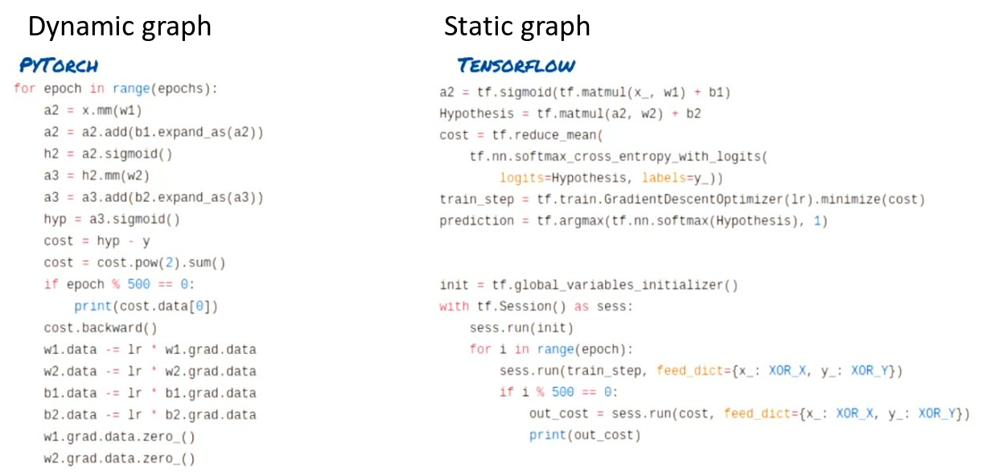 Dynamic graph
PYTORCH
for epoch in range(epochs):
    a2 = x.mm(w1)
    a2 = a2.add(b1.expand_as(a2))
    h2 = a2.sigmoid()
    a3 = h2.mm(w2)
    a3 = a3.add(b2.expand_as(a3))
    hyp = a3.sigmoid()
    cost = hyp - y
    cost = cost.pow(2).sum()
    if epoch % 500 == 0:
        print(cost.data[0])
    cost.backward()
    w1.data -= lr * w1.grad.data
    w2.data -= lr * w2.grad.data
    b1.data -= lr * b1.grad.data
    b2.data -= lr * b2.grad.data
    w1.grad.data.zero_()
    w2.grad.data.zero_()
Static graph
TENSORFLOW
a2 = tf.sigmoid(tf.matmul(x_, w1) + b1)
Hypothesis = tf.matmul(a2, w2) + b2
cost = tf.reduce_mean(
    tf.nn.softmax_cross_entropy_with_logits(
        logits=Hypothesis, labels=y_))
train_step = tf.train.GradientDescentOptimizer(lr).minimize(cost)
prediction = tf.argmax(tf.nn.softmax(Hypothesis), 1)
init = tf.global_variables_initializer()
with tf.Session() as sess:
    sess.run(init)
    for i in range(epoch):
        sess.run(train_step, feed_dict={x_: XOR_X, y_: XOR_Y})
        if i % 500 == 0:
            out_cost = sess.run(cost, feed_dict={x_: XOR_X, y_: XOR_Y})
            print(out_cost)